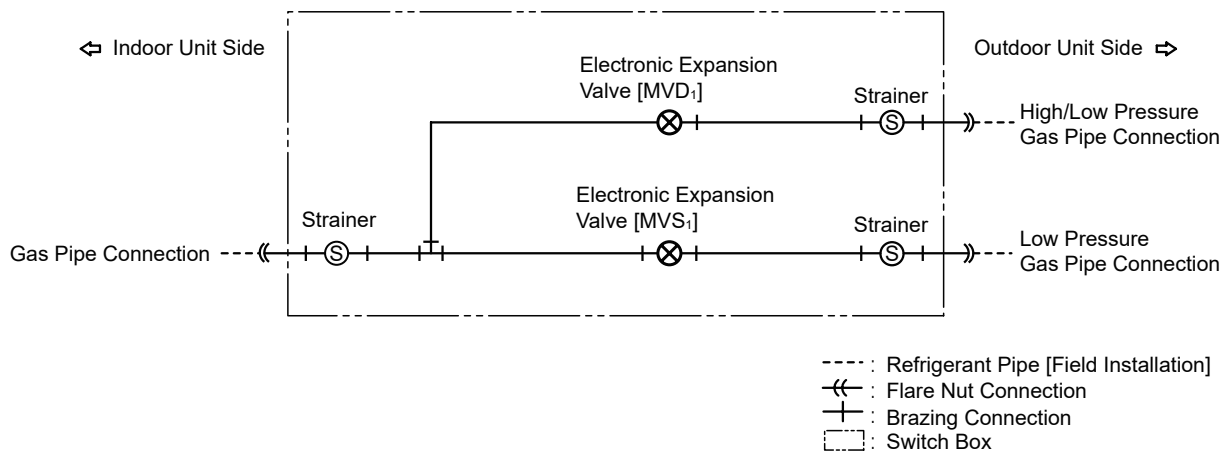 Indoor Unit Side
Outdoor Unit Side
Electronic Expansion
Valve [MVD₁]
Strainer
High/Low Pressure
Gas Pipe Connection
S
Electronic Expansion
Valve [MVS₁]
Strainer
Strainer
Gas Pipe Connection
S
S
Low Pressure
Gas Pipe Connection
: Refrigerant Pipe [Field Installation]
: Flare Nut Connection
: Brazing Connection
: Switch Box